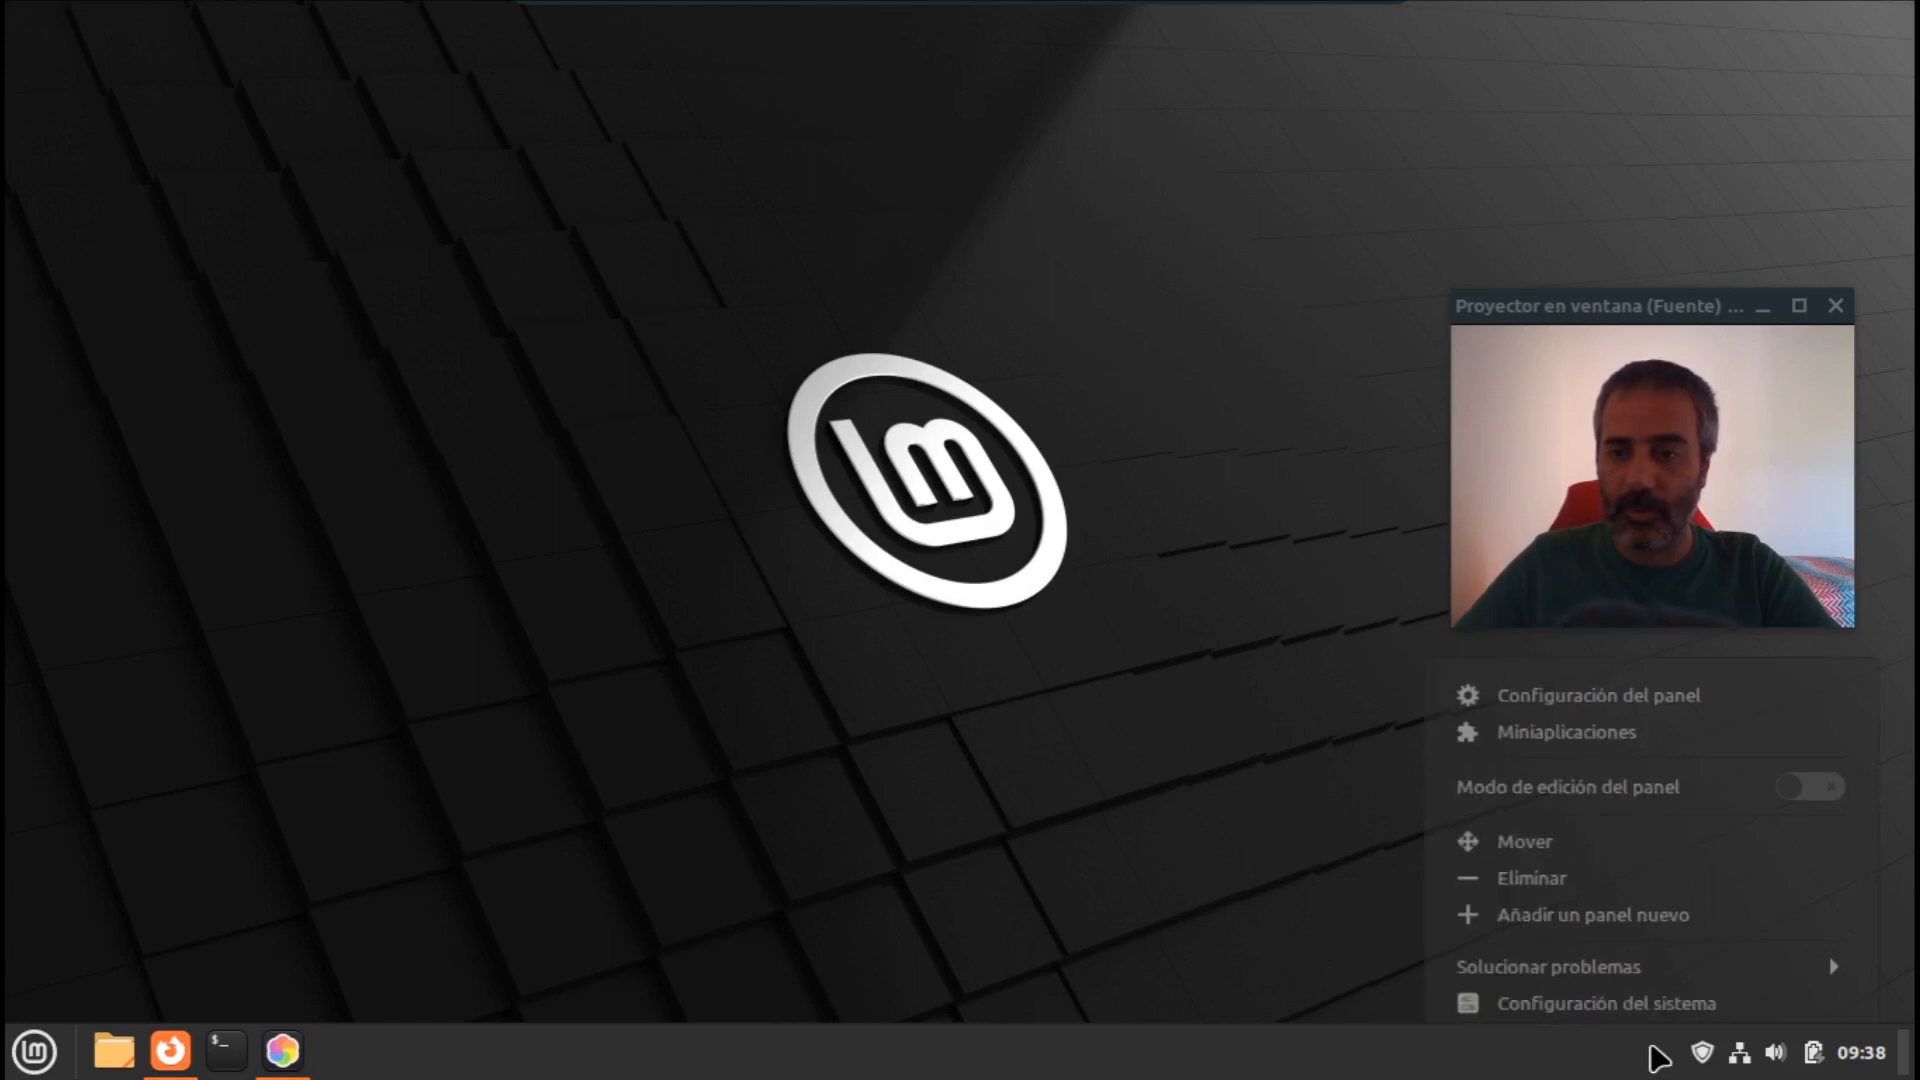 Proyector en ventana (Fuente) ...
Configuración del panel
Miniaplicaciones
Modo de edición del panel
Mover
Eliminar
Añadir un panel nuevo
Solucionar problemas
Configuración del sistema
$_
09:38